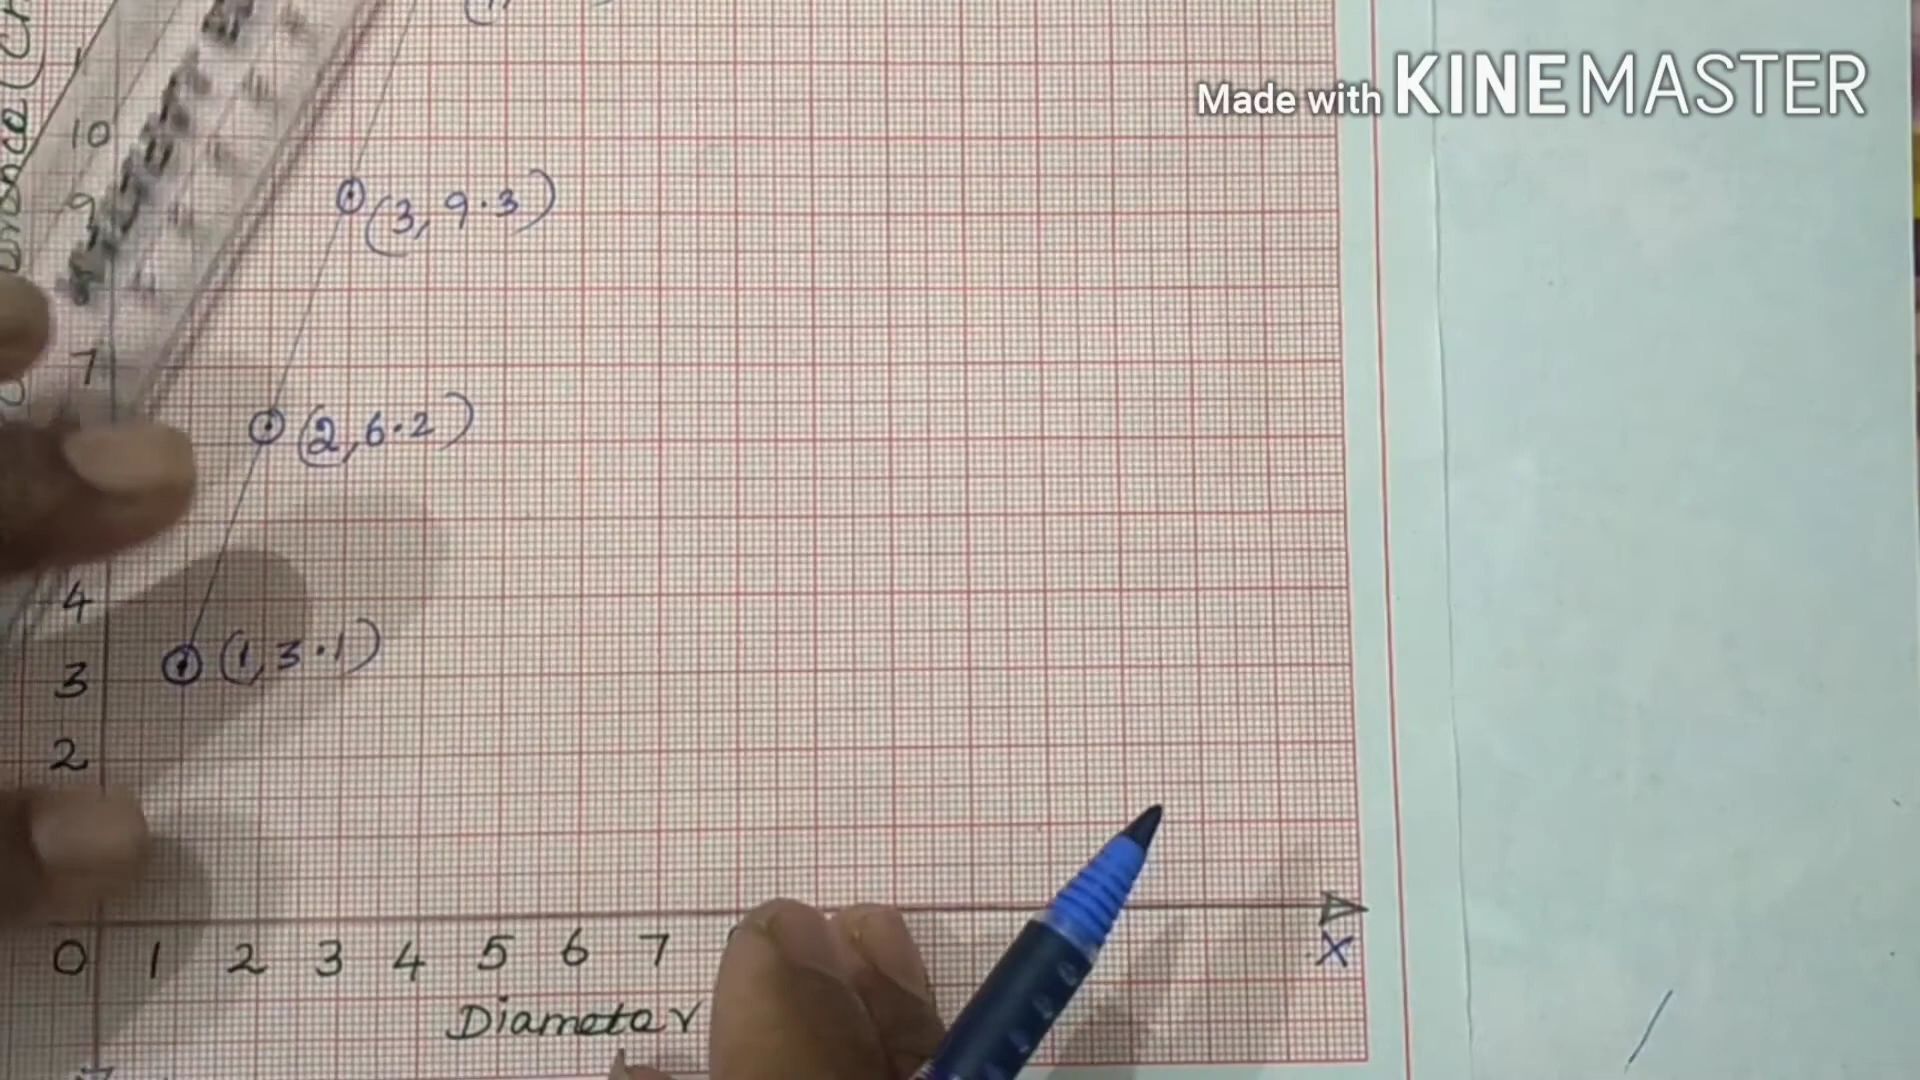 Made with KINEMASTER
10
(3, 9.3)
9
7
(2, 6.2)
4
(1, 3.1)
3
2
0 1 2 3 4 5 6 7
X
Diameter